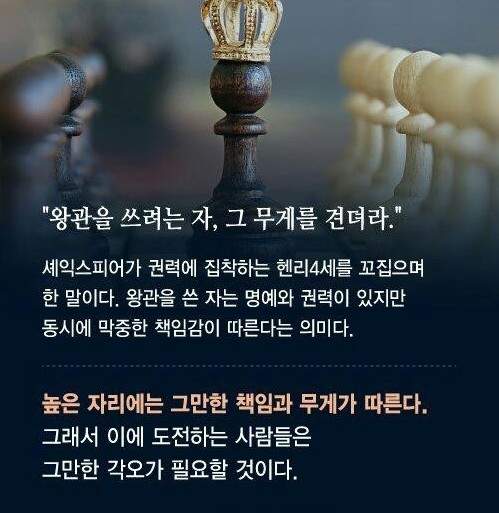 "왕관을 쓰려는 자, 그 무게를 견뎌라."
셰익스피어가 권력에 집착하는 헨리4세를 꼬집으며
한 말이다. 왕관을 쓴 자는 명예와 권력이 있지만
동시에 막중한 책임감이 따른다는 의미다.
높은 자리에는 그만한 책임과 무게가 따른다.
그래서 이에 도전하는 사람들은
그만한 각오가 필요할 것이다.